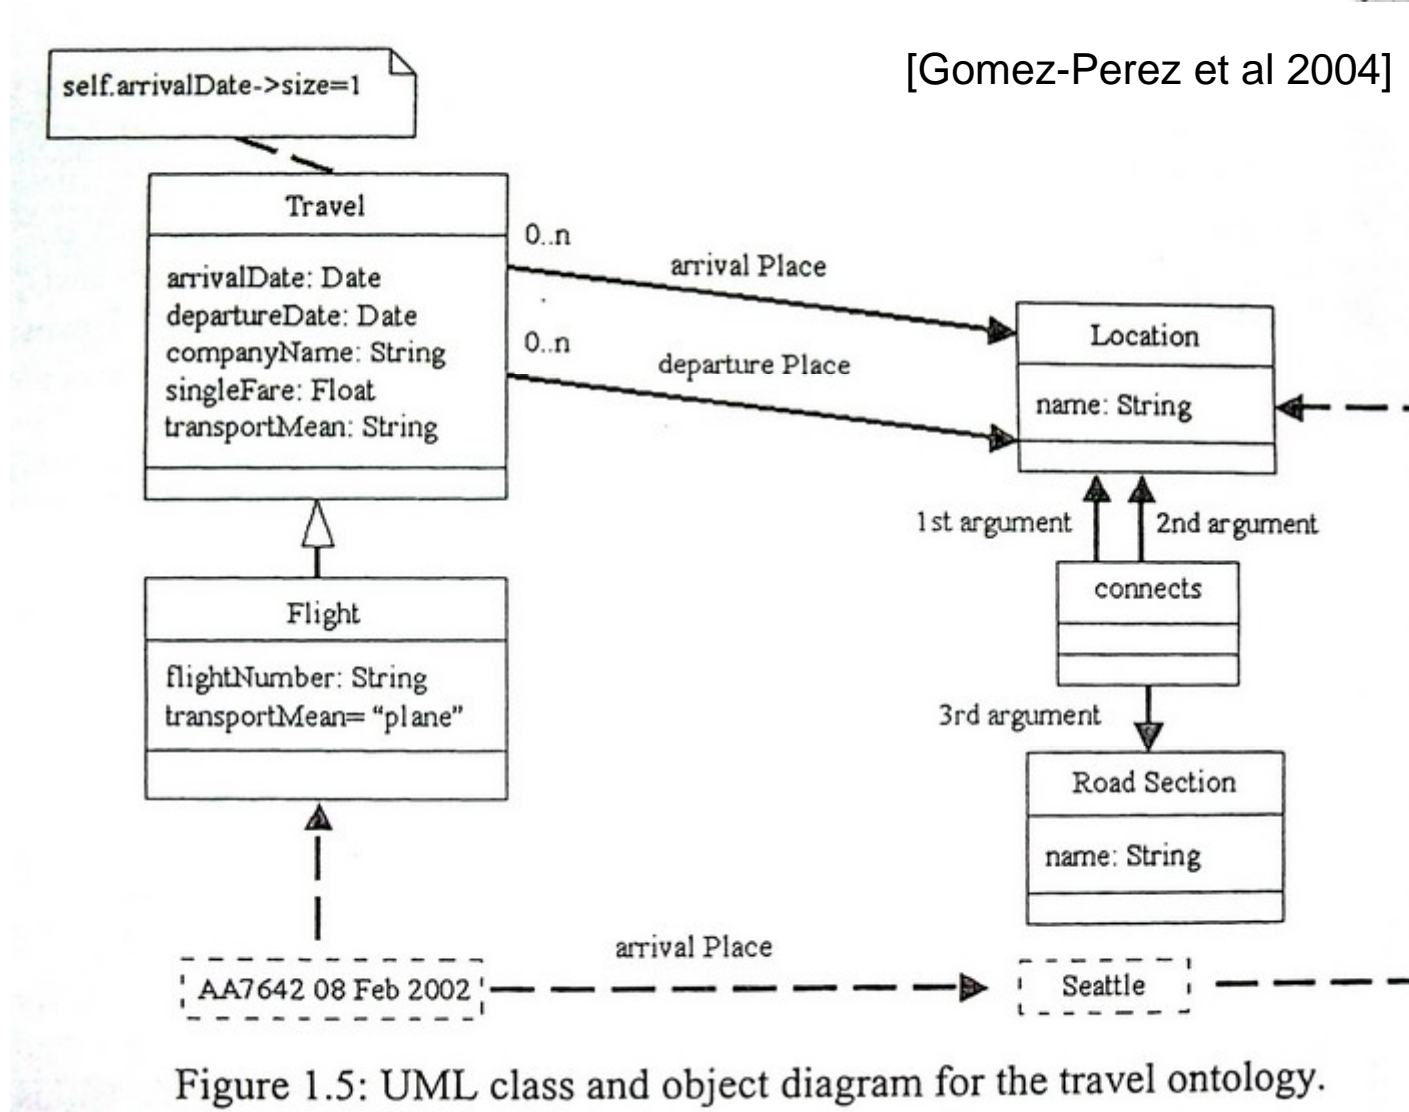 [Gomez-Perez et al 2004]
self.arrivalDate->size=1
Travel
arrivalDate: Date
departureDate: Date
companyName: String
singleFare: Float
transportMean: String
0..n
arrival Place
0..n
departure Place
Location
name: String
1st argument
2nd argument
connects
3rd argument
Road Section
name: String
Flight
flightNumber: String
transportMean= “plane”
AA7642 08 Feb 2002
arrival Place
Seattle
Figure 1.5: UML class and object diagram for the travel ontology.